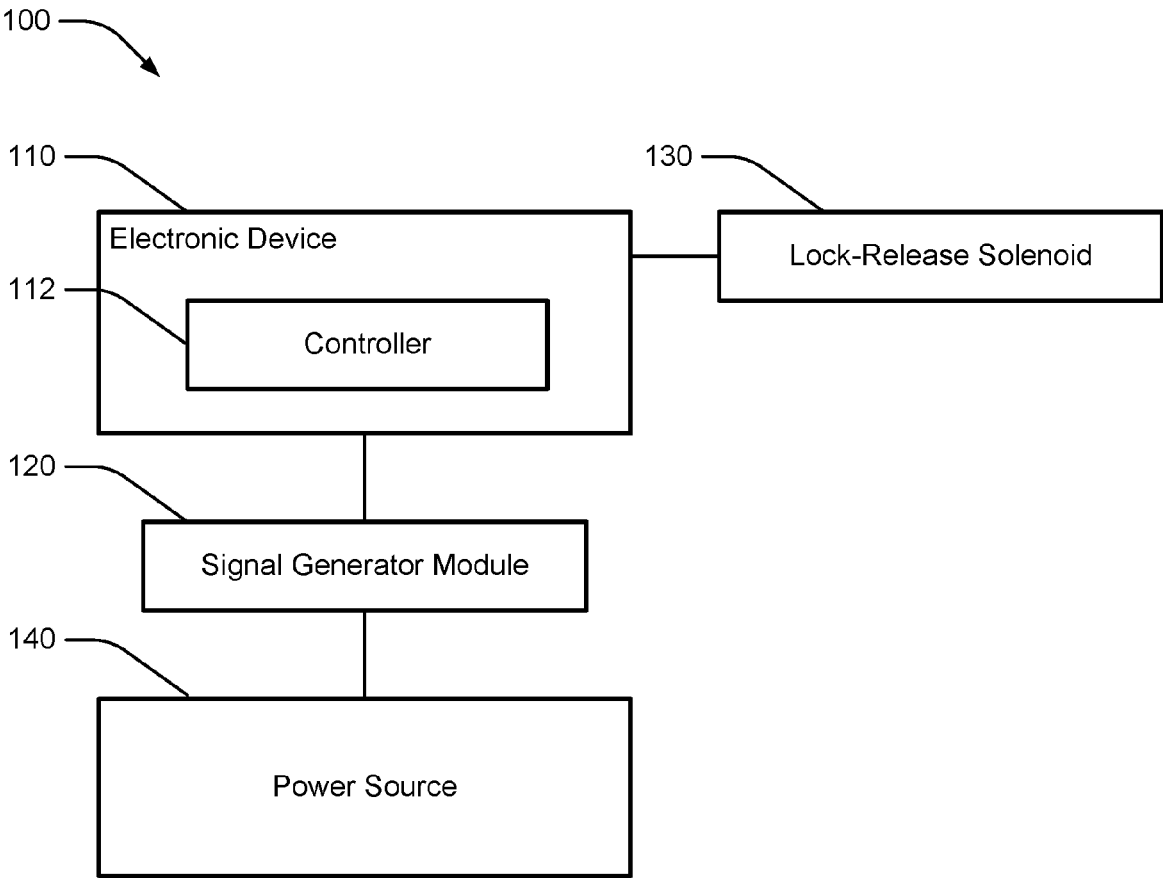 100
110
130
Electronic Device
Lock-Release Solenoid
112
Controller
120
Signal Generator Module
140
Power Source